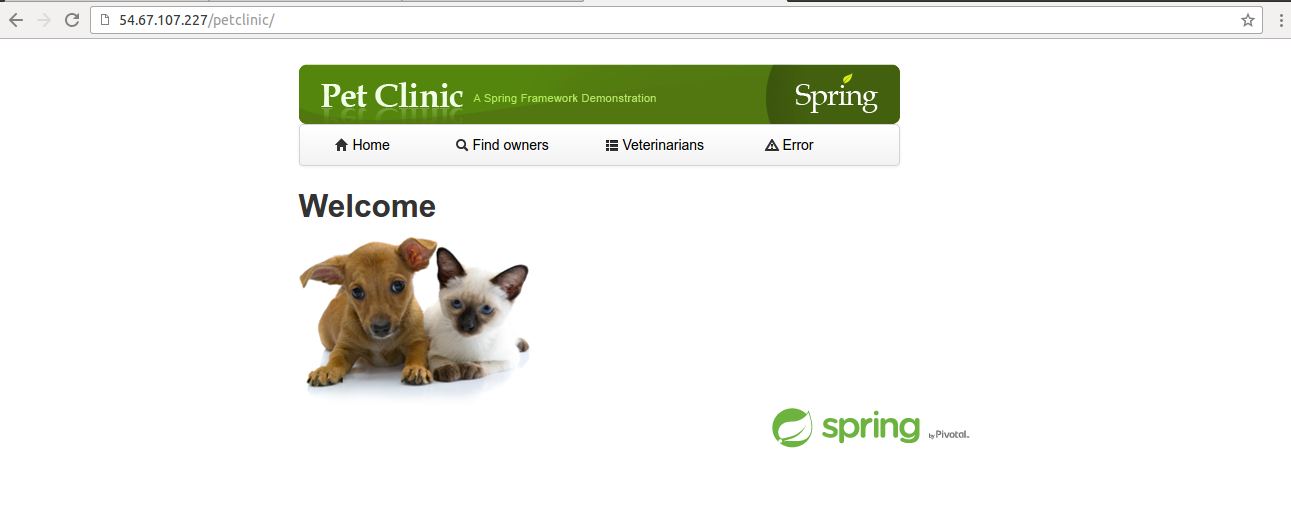 54.67.107.227/petclinic/
Pet Clinic A Spring Framework Demonstration Spring
Home Find owners Veterinarians Error
Welcome
spring by Pivotal™